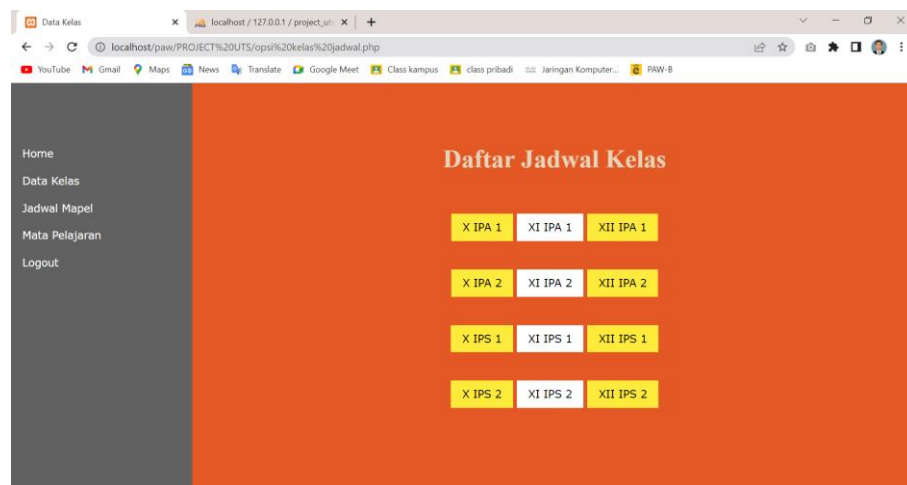 Data Kelas
localhost / 127.0.0.1 / project_ut
localhost/paw/PROJECT%20UTS/opsi%20kelas%20jadwal.php
YouTube Gmail Maps News Translate Google Meet Class kampus class pribadi Jaringan Komputer... PAW-B
Home
Data Kelas
Jadwal Mapel
Mata Pelajaran
Logout
Daftar Jadwal Kelas
X IPA 1 XI IPA 1 XII IPA 1
X IPA 2 XI IPA 2 XII IPA 2
X IPS 1 XI IPS 1 XII IPS 1
X IPS 2 XI IPS 2 XII IPS 2